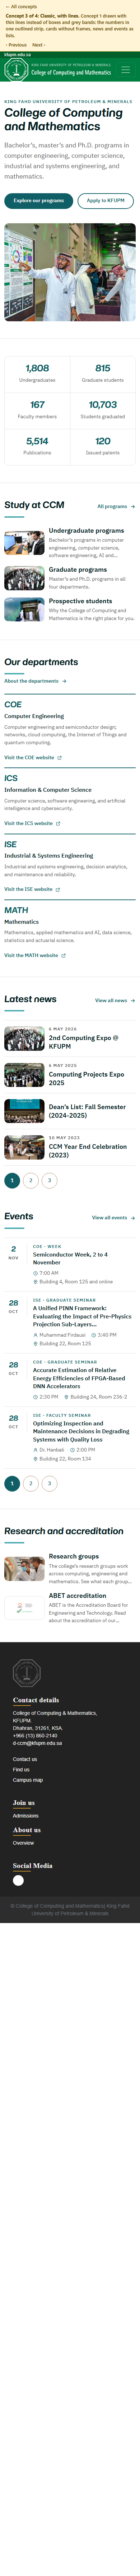 ← All concepts
Concept 3 of 4: Classic, with lines. Concept 1 drawn with
thin lines instead of boxes and grey bands: the numbers in
one outlined strip, cards without frames, news and events as
lists.
‹ Previous Next ›
kfupm.edu.sa
KING FAHD UNIVERSITY OF PETROLEUM & MINERALS
College of Computing and Mathematics
KING FAHD UNIVERSITY OF PETROLEUM & MINERALS
College of Computing
and Mathematics
Bachelor's, master's and Ph.D. programs in
computer engineering, computer science,
industrial and systems engineering, and
mathematics.
Explore our programs
Apply to KFUPM
1,808
Undergraduates
815
Graduate students
167
Faculty members
10,703
Students graduated
5,514
Publications
120
Issued patents
Study at CCM
All programs →
Undergraduate programs
Bachelor's programs in computer
engineering, computer science,
software engineering, AI and...
Graduate programs
Master's and Ph.D. programs in all
four departments.
Prospective students
Why the College of Computing and
Mathematics is the right place for you...
Our departments
About the departments →
COE
Computer Engineering
Computer engineering and semiconductor design:
networks, cloud computing, the Internet of Things and
quantum computing.
Visit the COE website
ICS
Information & Computer Science
Computer science, software engineering, and artificial
intelligence and cybersecurity.
Visit the ICS website
ISE
Industrial & Systems Engineering
Industrial and systems engineering, decision analytics,
maintenance and reliability.
Visit the ISE website
MATH
Mathematics
Mathematics, applied mathematics and AI, data science,
statistics and actuarial science.
Visit the MATH website
Latest news
View all news →
6 MAY 2026
2nd Computing Expo @
KFUPM
6 MAY 2025
Computing Projects Expo
2025
Dean's List: Fall Semester
(2024-2025)
10 MAY 2023
CCM Year End Celebration
(2023)
1 2 3
Events
View all events →
2
NOV
COE · WEEK
Semiconductor Week, 2 to 4
November
7:00 AM
Building 4, Room 125 and online
28
OCT
ISE · GRADUATE SEMINAR
A Unified PINN Framework:
Evaluating the Impact of Pre-Physics
Projection Sub-Layers...
Muhammad Firdausi 3:40 PM
Building 22, Room 125
28
OCT
COE · GRADUATE SEMINAR
Accurate Estimation of Relative
Energy Efficiencies of FPGA-Based
DNN Accelerators
2:30 PM Building 24, Room 236-2
28
OCT
ISE · FACULTY SEMINAR
Optimizing Inspection and
Maintenance Decisions in Degrading
Systems with Quality Loss
Dr. Hanbali 2:00 PM
Building 22, Room 134
1 2 3
Research and accreditation
Research groups
The college's research groups work
across computing, engineering and
mathematics. See what each group...
ABET accreditation
ABET is the Accreditation Board for
Engineering and Technology. Read
about the accreditation of our...
Contact details
College of Computing & Mathematics,
KFUPM,
Dhahran, 31261, KSA.
+966 (13) 860-2140
d-ccm@kfupm.edu.sa
Contact us
Find us
Campus map
Join us
Admissions
About us
Overview
Social Media
© College of Computing and Mathematics| King Fahd
University of Petroleum & Minerals